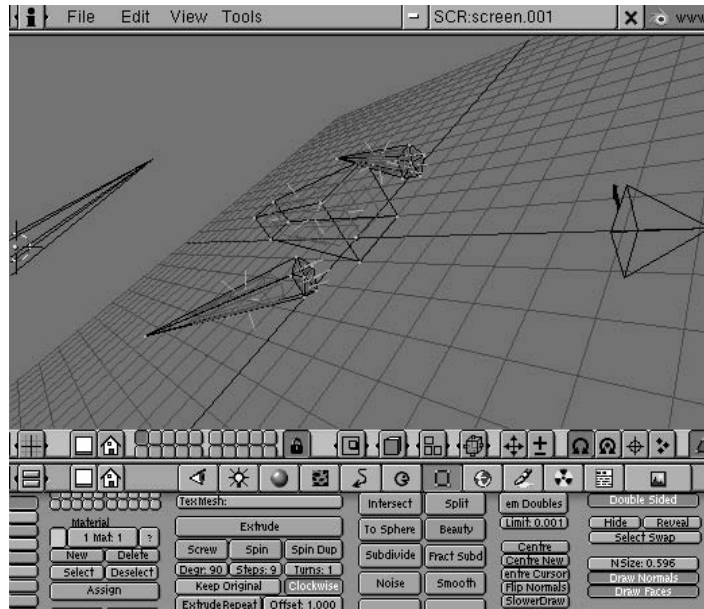 File Edit View Tools SCR:screen.001 www
TexMesh:
Material
1 Mat: 1 ?
New Delete
Select Deselect
Assign
Extrude
Screw Spin Spin Dup
Degr: 90 Steps: 9 Turns: 1
Keep Original Clockwise
Extrude Repeat Offset: 1.000
Intersect Split
To Sphere Beauty
Subdivide Fract Subd
Noise Smooth
em Doubles
Limit: 0.001
Centre
Centre New
entre Cursor
Flip Normals
SlowerDraw
Double Sided
Hide Reveal
Select Swap
NSize: 0.596
Draw Normals
Draw Faces